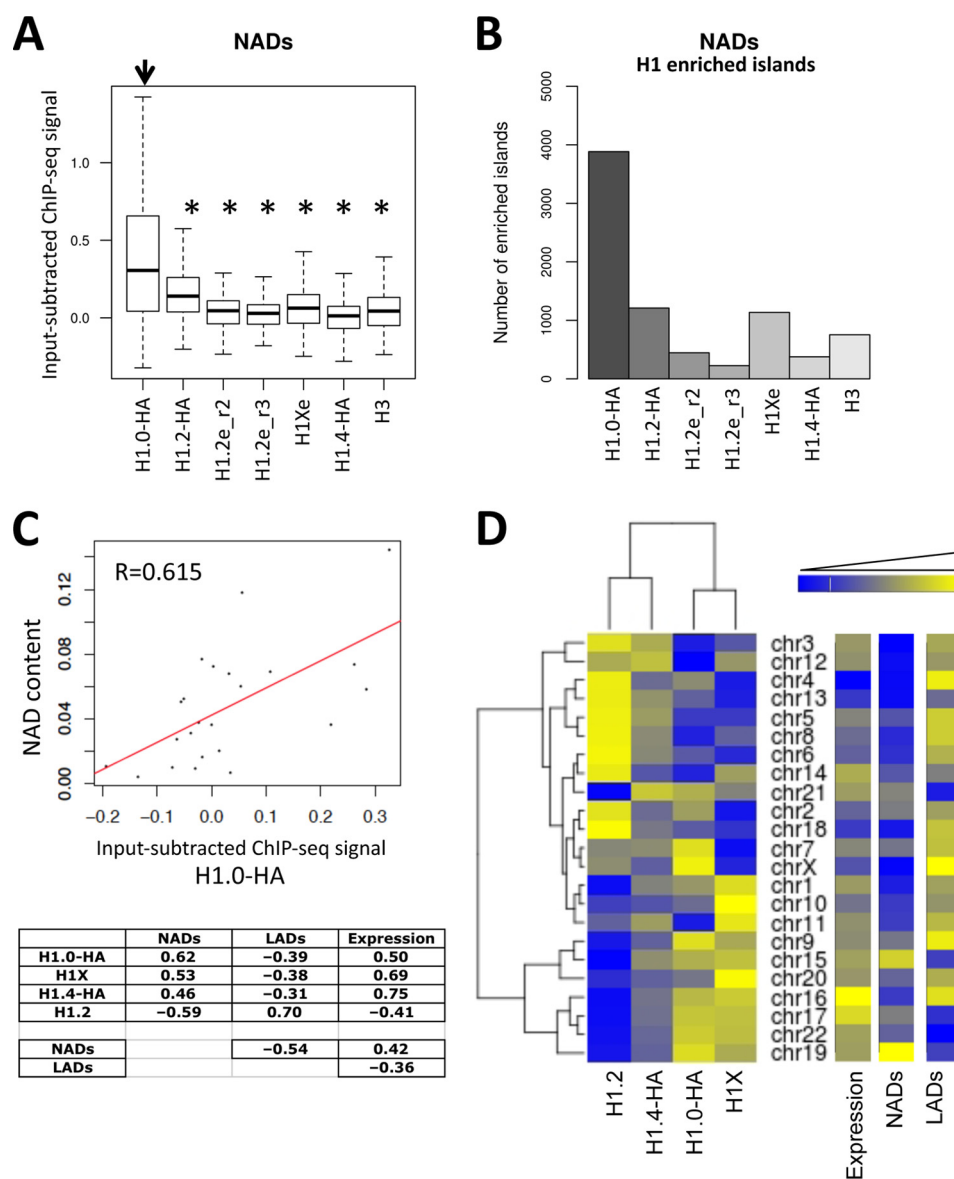 A
NADs
Input-subtracted ChIP-seq signal
1.0
0.5
0.0
* * * * * *
H1.0-HA
H1.2-HA
H1.2e_r2
H1.2e_r3
H1Xe
H1.4-HA
H3
B
NADs
H1 enriched islands
Number of enriched islands
5000
4000
3000
2000
1000
0
H1.0-HA
H1.2-HA
H1.2e_r2
H1.2e_r3
H1Xe
H1.4-HA
H3
C
R=0.615
NAD content
0.12
0.08
0.04
0.00
−0.2 −0.1 0.0 0.1 0.2 0.3
Input-subtracted ChIP-seq signal
H1.0-HA
NADs LADs Expression
H1.0-HA 0.62 −0.39 0.50
H1X 0.53 −0.38 0.69
H1.4-HA 0.46 −0.31 0.75
H1.2 −0.59 0.70 −0.41
NADs −0.54 0.42
LADs −0.36
D
chr3
chr12
chr4
chr13
chr5
chr8
chr6
chr14
chr21
chr2
chr18
chr7
chrX
chr1
chr10
chr11
chr9
chr15
chr20
chr16
chr17
chr22
chr19
H1.2
H1.4-HA
H1.0-HA
H1X
Expression
NADs
LADs